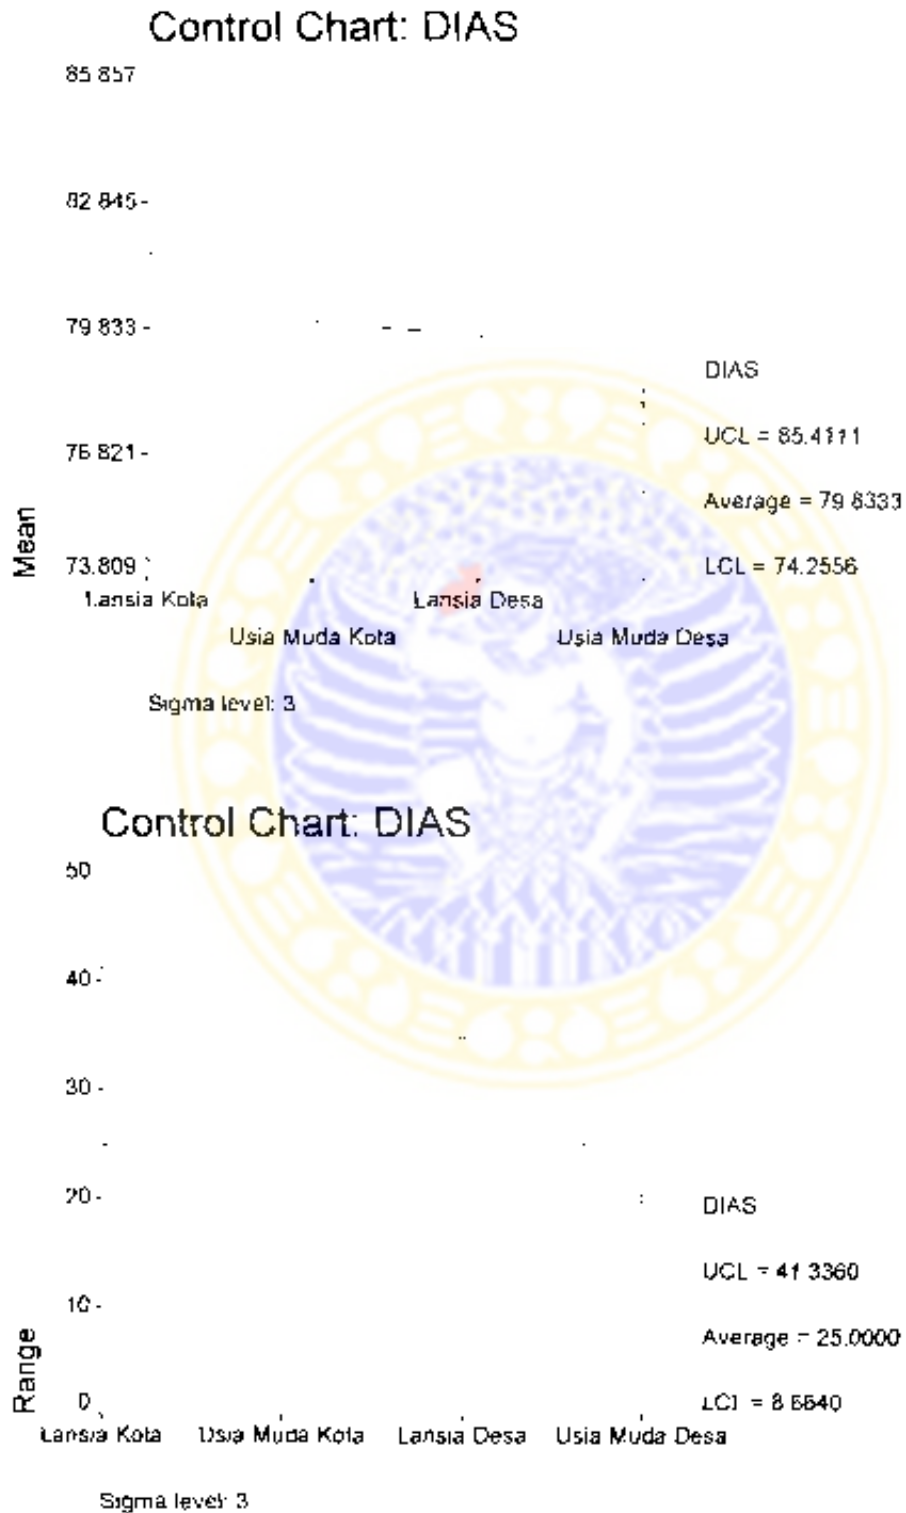 Control Chart: DIAS
85.857
82.845
79.833
76.821
73.809
Mean
Lansia Kota
Lansia Desa
Usia Muda Kota
Usia Muda Desa
DIAS
UCL = 85.4111
Average = 79.8333
LCL = 74.2556
Sigma level: 3
Control Chart: DIAS
50
40
30
20
10
0
Range
Lansia Kota
Usia Muda Kota
Lansia Desa
Usia Muda Desa
DIAS
UCL = 41.3360
Average = 25.0000
LCL = 8.6640
Sigma level: 3